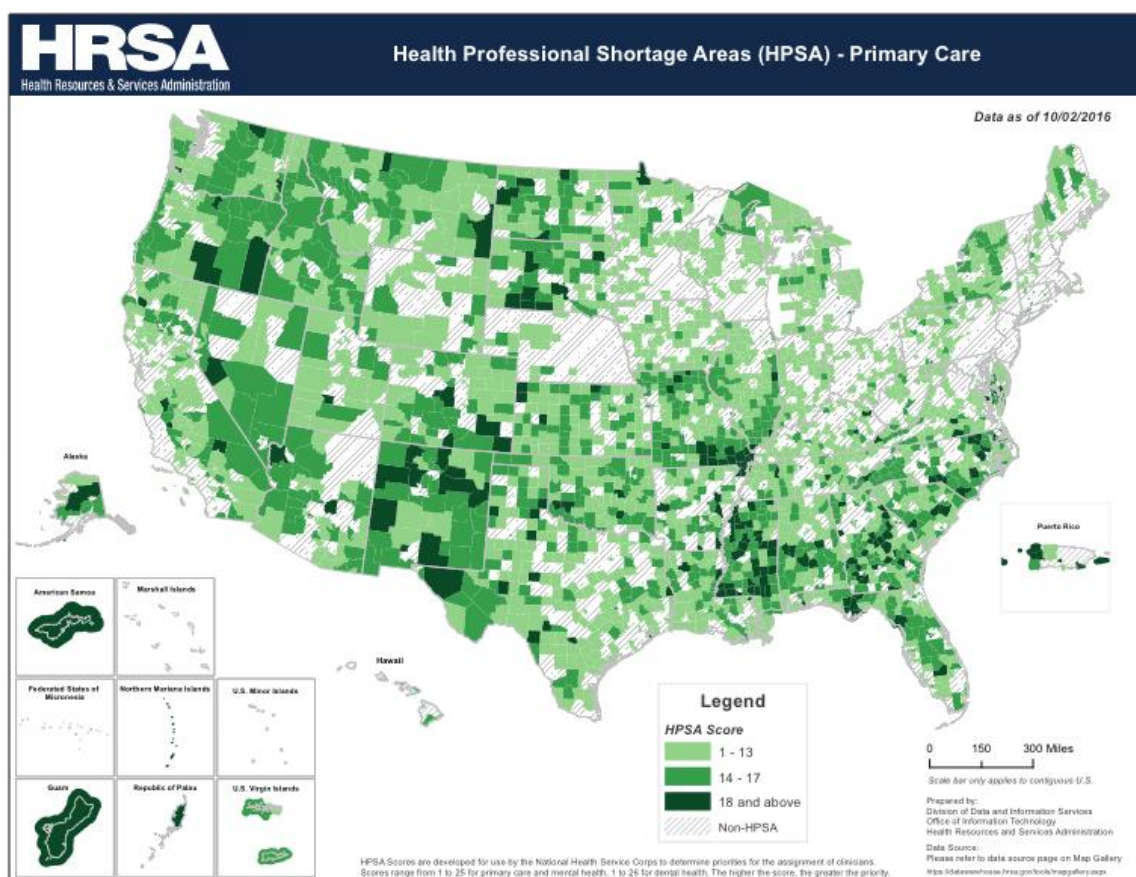 HRSA
Health Resources & Services Administration
Health Professional Shortage Areas (HPSA) - Primary Care
Data as of 10/02/2016
Alaska
Puerto Rico
American Samoa
Marshall Islands
Hawaii
Federated States of
Micronesia
Northern Mariana Islands
U.S. Minor Islands
Guam
Republic of Palau
U.S. Virgin Islands
Legend
HPSA Score
1 - 13
14 - 17
18 and above
Non-HPSA
0 150 300 Miles
Scale bar only applies to contiguous U.S.
Prepared by:
Division of Data and Information Services
Office of Information Technology
Health Resources and Services Administration
Data Source:
Please refer to data source page on Map Gallery
https://datawarehouse.hrsa.gov/tools/mapgallery.aspx
HPSA Scores are developed for use by the National Health Service Corps to determine priorities for the assignment of clinicians.
Scores range from 1 to 25 for primary care and mental health, 1 to 26 for dental health. The higher the score, the greater the priority.